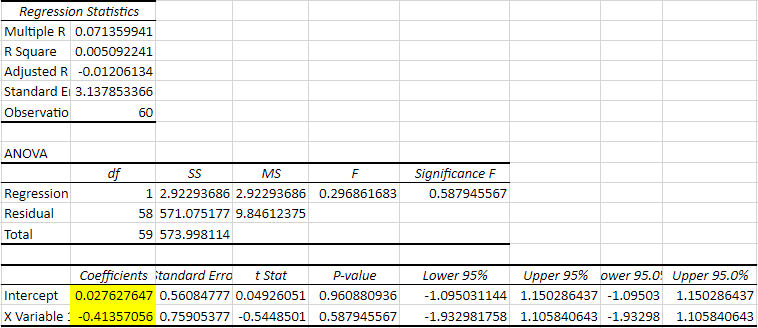 Regression Statistics
Multiple R 0.071359941
R Square 0.005092241
Adjusted R -0.01206134
Standard Er 3.137853366
Observatio 60
ANOVA
df SS MS F Significance F
Regression 1 2.92293686 2.92293686 0.296861683 0.587945567
Residual 58 571.075177 9.84612375
Total 59 573.998114
Coefficients Standard Erro t Stat P-value Lower 95% Upper 95% ower 95.0% Upper 95.0%
Intercept 0.027627647 0.56084777 0.04926051 0.960880936 -1.095031144 1.150286437 -1.09503 1.150286437
X Variable 1 -0.41357056 0.75905377 -0.5448501 0.587945567 -1.932981758 1.105840643 -1.93298 1.105840643